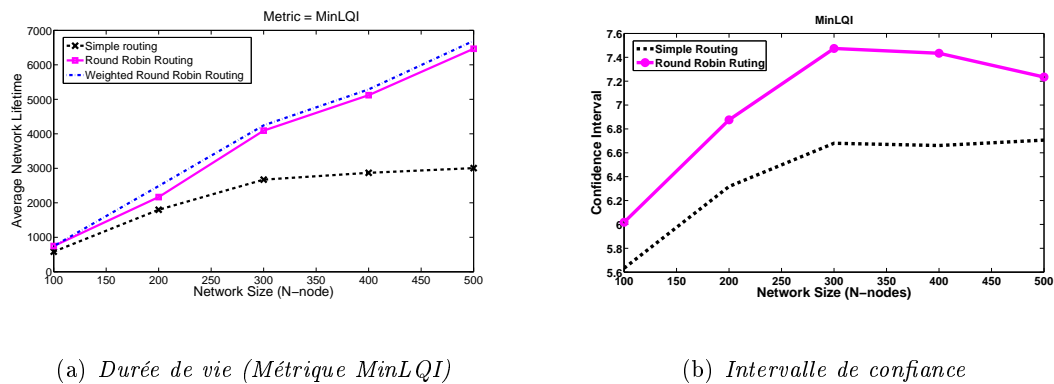 Metric = MinLQI
7000
6000
5000
4000
3000
2000
1000
0
Average Network Lifetime
Simple routing
Round Robin Routing
Weighted Round Robin Routing
100 150 200 250 300 350 400 450 500
Network Size (N-node)
(a) Durée de vie (Métrique MinLQI)
MinLQI
7.6
7.4
7.2
7
6.8
6.6
6.4
6.2
6
5.8
5.6
Confidence Interval
Simple Routing
Round Robin Ruting
100 150 200 250 300 350 400 450 500
Network Size (N-nodes)
(b) Intervalle de confiance